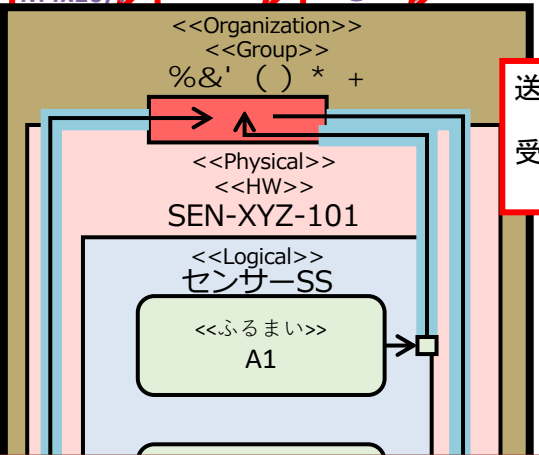 <<Organization>>
<<Group>>
%&' ( ) * +
送
受
<<Physical>>
<<HW>>
SEN-XYZ-101
<<Logical>>
センサーSS
<<ふるまい>>
A1